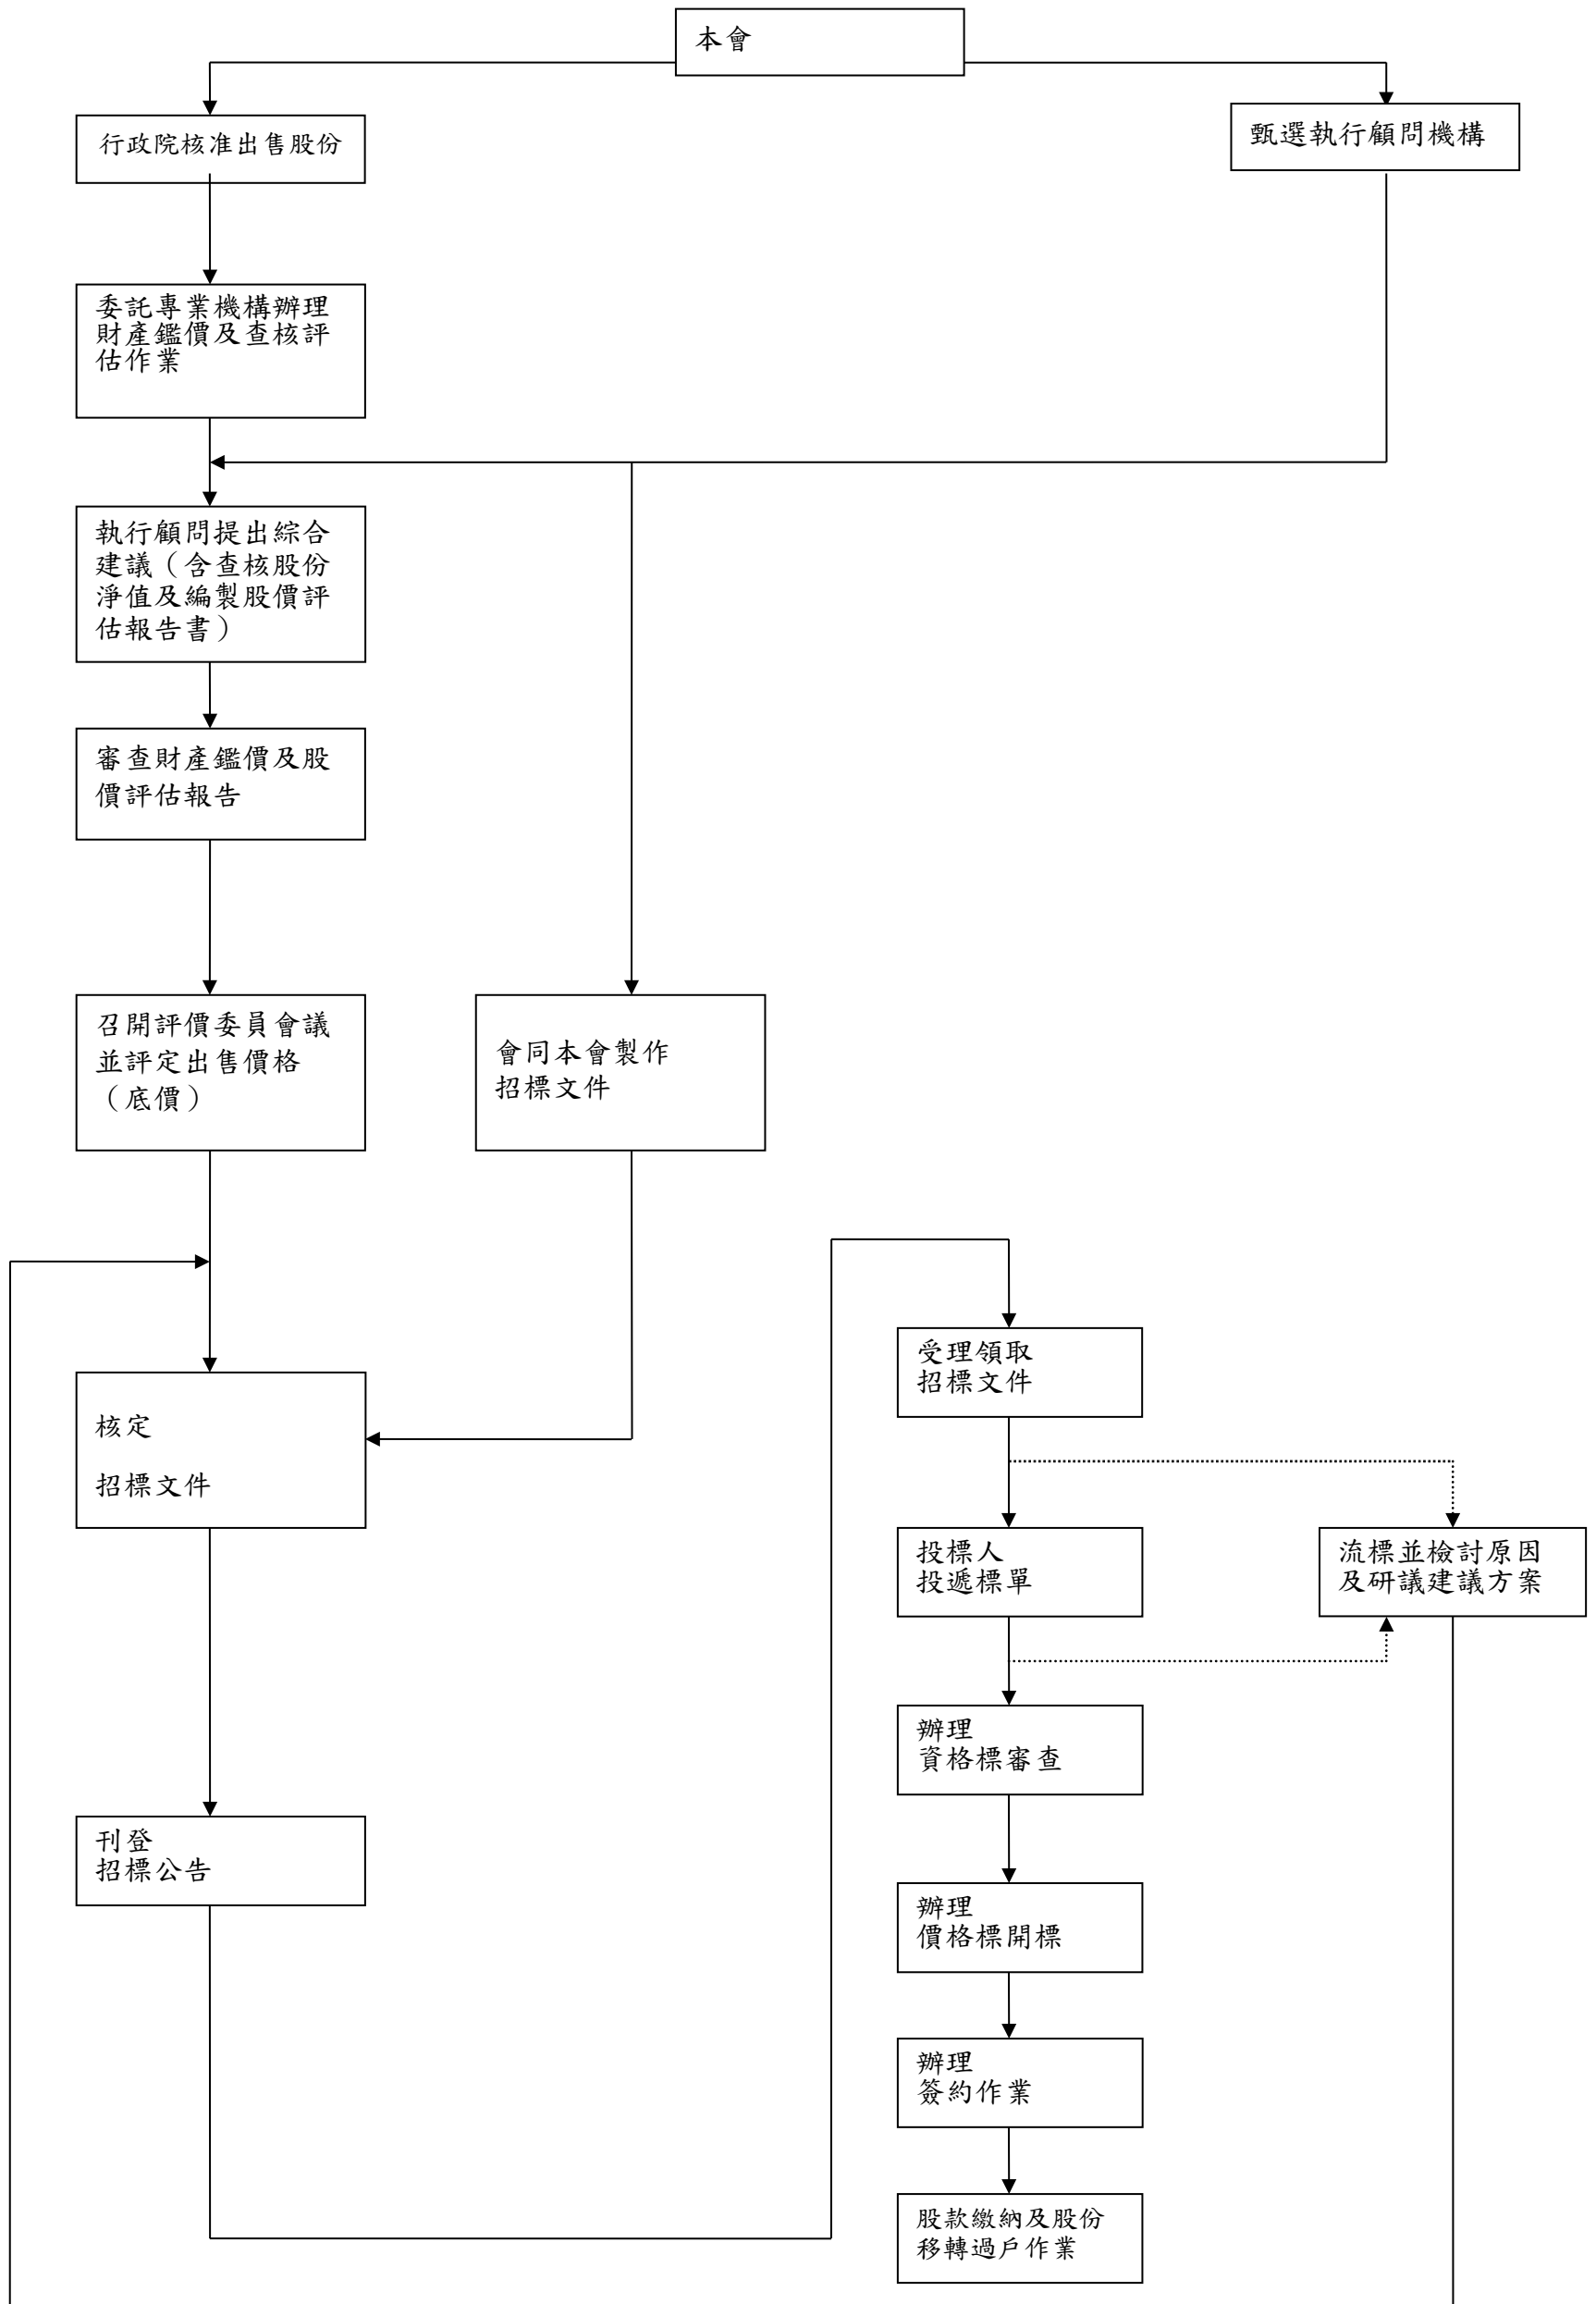 本會
行政院核准出售股份
甄選執行顧問機構
委託專業機構辦理
財產鑑價及查核評
估作業
執行顧問提出綜合
建議（含查核股份
淨值及編製股價評
估報告書）
審查財產鑑價及股
價評估報告
召開評價委員會議
並評定出售價格
（底價）
會同本會製作
招標文件
核定
招標文件
刊登
招標公告
受理領取
招標文件
投標人
投遞標單
流標並檢討原因
及研議建議方案
辦理
資格標審查
辦理
價格標開標
辦理
簽約作業
股款繳納及股份
移轉過戶作業